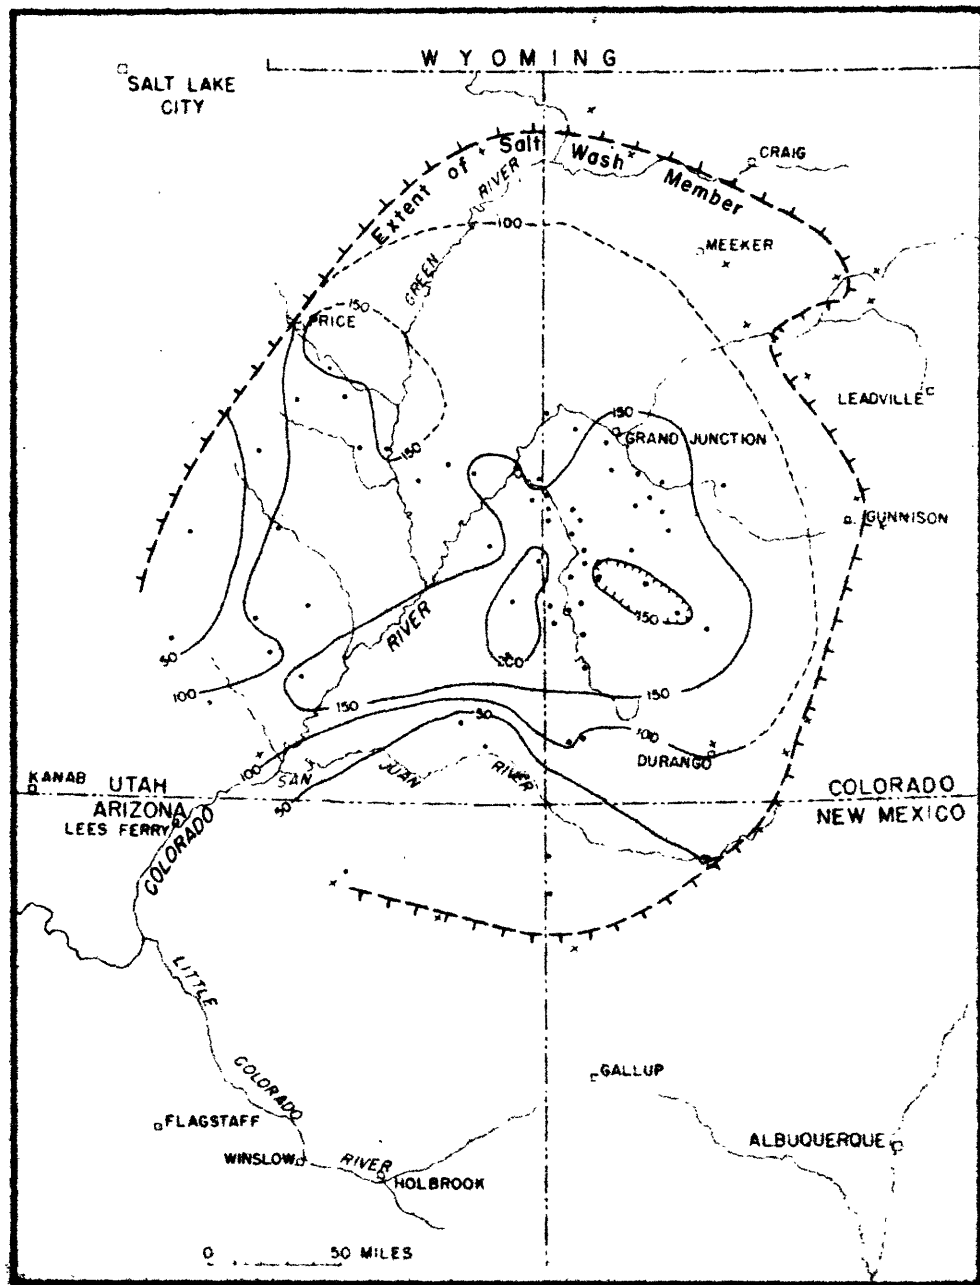 WYOMING
SALT LAKE
CITY
Extent of Salt Wash Member
CRAIG
RIVER
GREEN
100
MEEKER
150
PRICE
LEADVILLE
150
GRAND JUNCTION
150
GUNNISON
150
RIVER
50
100
150
150
50
100
DURANGO
100
SAN JUAN RIVER
50
KANAB
UTAH
ARIZONA
LEES FERRY
COLORADO
COLORADO
NEW MEXICO
LITTLE
COLORADO
RIVER
GALLUP
FLAGSTAFF
WINSLOW
HOLBROOK
ALBUQUERQUE
0 50 MILES